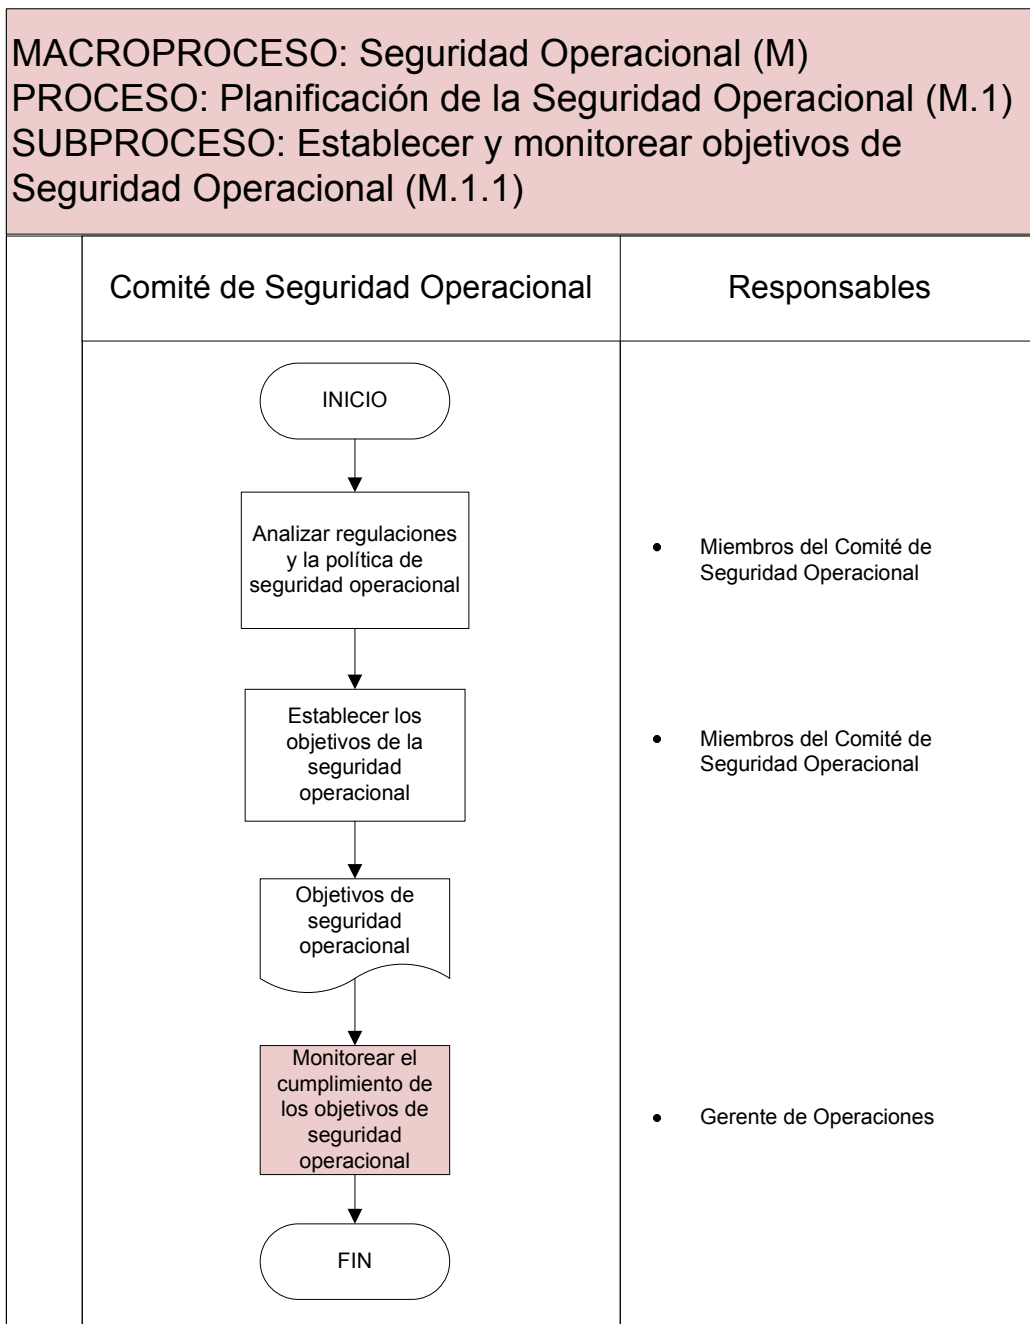 MACROPROCESO: Seguridad Operacional (M)
PROCESO: Planificación de la Seguridad Operacional (M.1)
SUBPROCESO: Establecer y monitorear objetivos de
Seguridad Operacional (M.1.1)
Comité de Seguridad Operacional
Responsables
INICIO
Analizar regulaciones
y la política de
seguridad operacional
• Miembros del Comité de
Seguridad Operacional
Establecer los
objetivos de la
seguridad
operacional
• Miembros del Comité de
Seguridad Operacional
Objetivos de
seguridad
operacional
Monitorear el
cumplimiento de
los objetivos de
seguridad
operacional
• Gerente de Operaciones
FIN